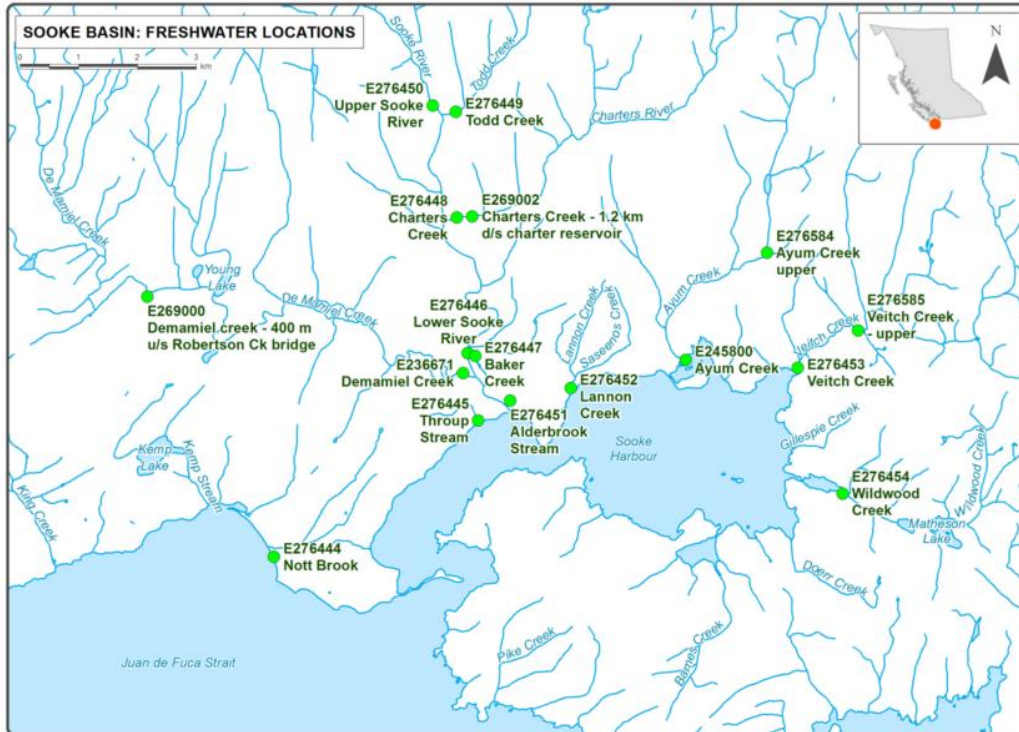 SOOKE BASIN: FRESHWATER LOCATIONS
0 1 2 3
km
N
Sooke River
Todd Creek
E276450
Upper Sooke
River
E276449
Todd Creek
Charters River
De Mamiel Creek
E276448
Charters
Creek
E269002
Charters Creek - 1.2 km
d/s charter reservoir
E276584
Ayum Creek
upper
Young
Lake
E269000
Demamiel creek - 400 m
u/s Robertson Ck bridge
De Mamiel Creek
Ayum Creek
E276446
Lower Sooke
River
E276447
Baker
Creek
Lannon Creek
Saseenos Creek
E276585
Veitch Creek
- upper
Veitch Creek
E236671
Demamiel Creek
E245800
Ayum Creek
E276453
Veitch Creek
E276445
Throup
Stream
E276451
Alderbrook
Stream
E276452
Lannon
Creek
Sooke
Harbour
Gillespie Creek
Kemp
Lake
Kemp Stream
King Creek
E276454
Wildwood
Creek
Wildwood Creek
Matheson
Lake
E276444
Nott Brook
Doerr Creek
Pike Creek
Barnes Creek
Juan de Fuca Strait